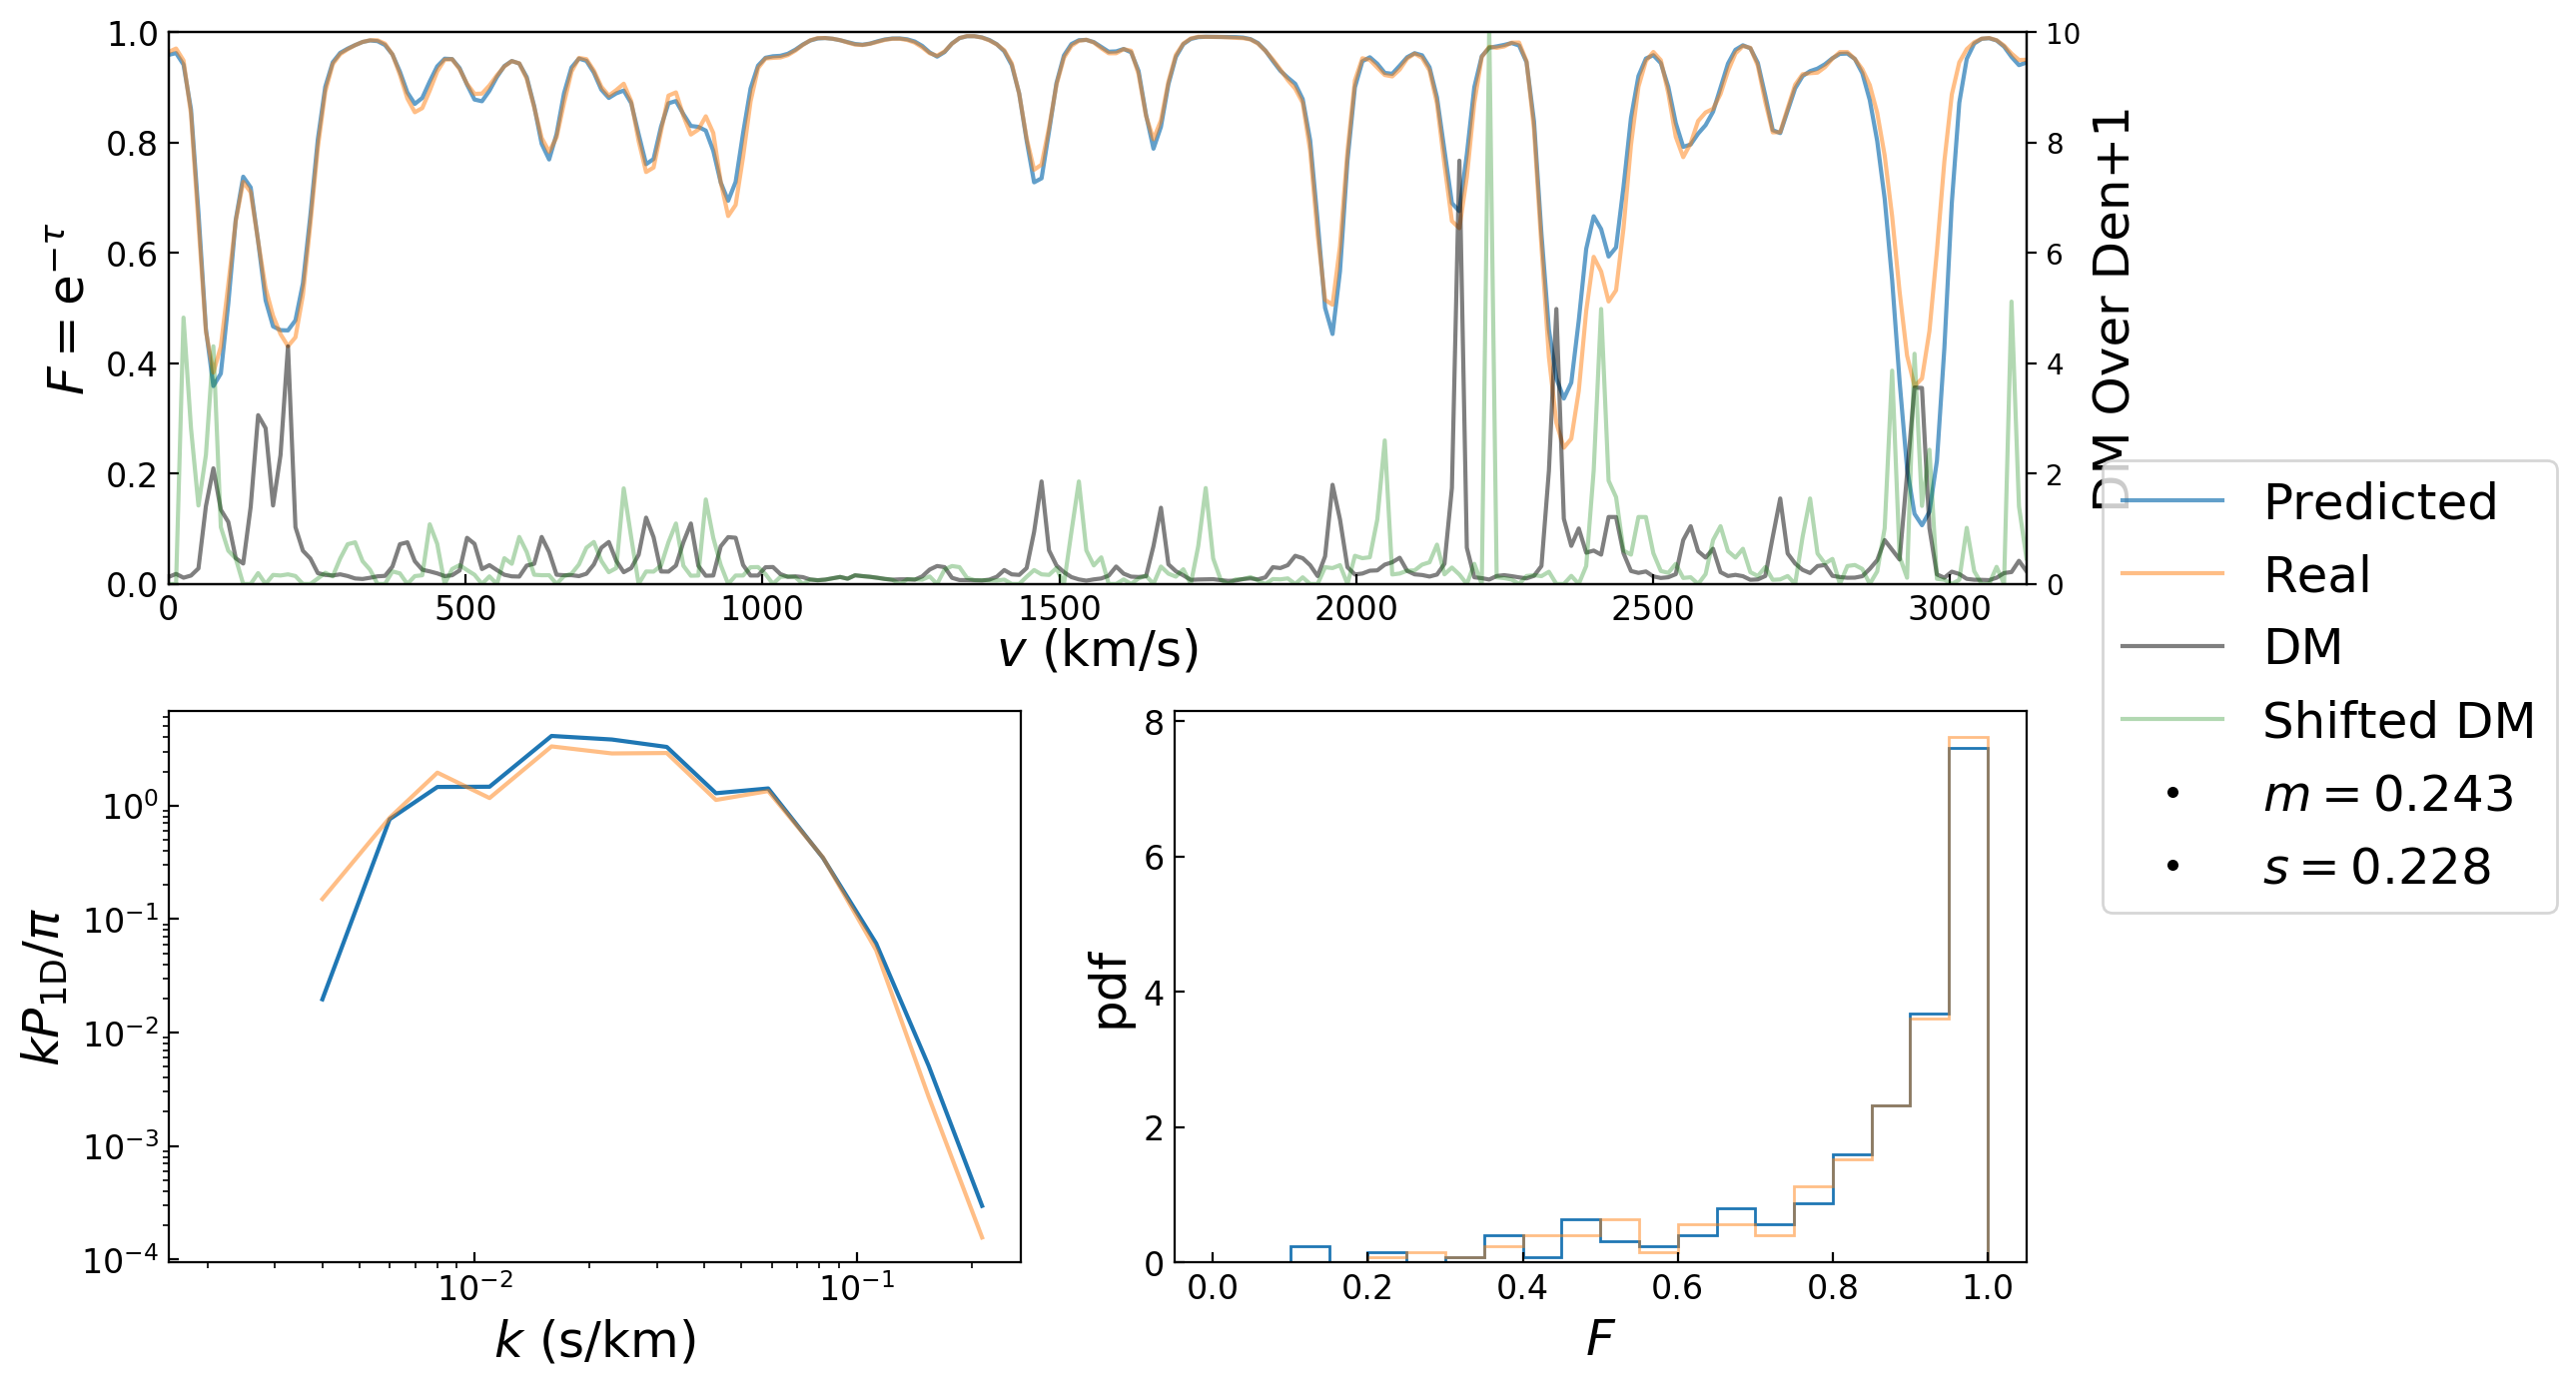 1.0
0.8
0.6
0.4
0.2
0.0
F = e^{−τ}
10
8
6
4
2
0
DM Over Den+1
0 500 1000 1500 2000 2500 3000
v (km/s)
Predicted
Real
DM
Shifted DM
m = 0.243
s = 0.228
10^0
10^{−1}
10^{−2}
10^{−3}
10^{−4}
kP_{1D}/π
10^{−2} 10^{−1}
k (s/km)
8
6
4
2
0
pdf
0.0 0.2 0.4 0.6 0.8 1.0
F